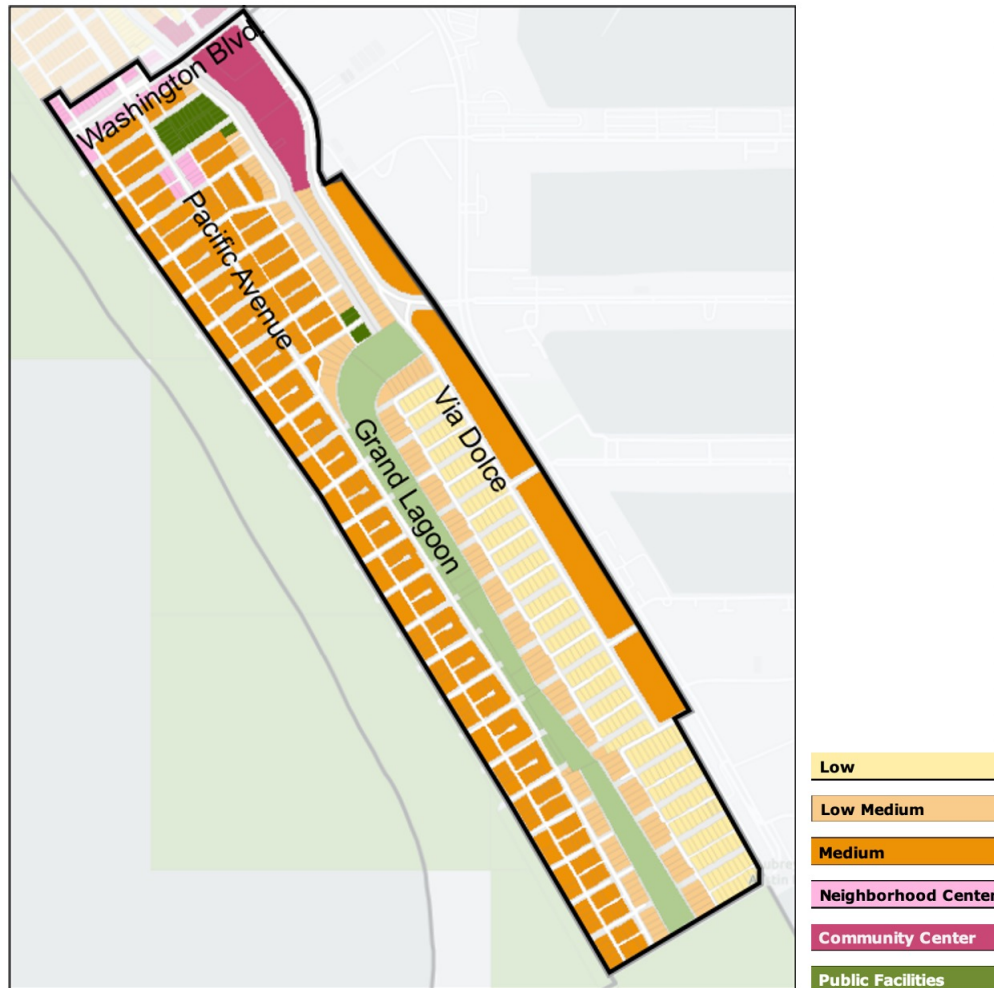 Washington Blvd.
Pacific Avenue
Via Dolce
Grand Lagoon
Low
Low Medium
Medium
Neighborhood Center
Community Center
Public Facilities